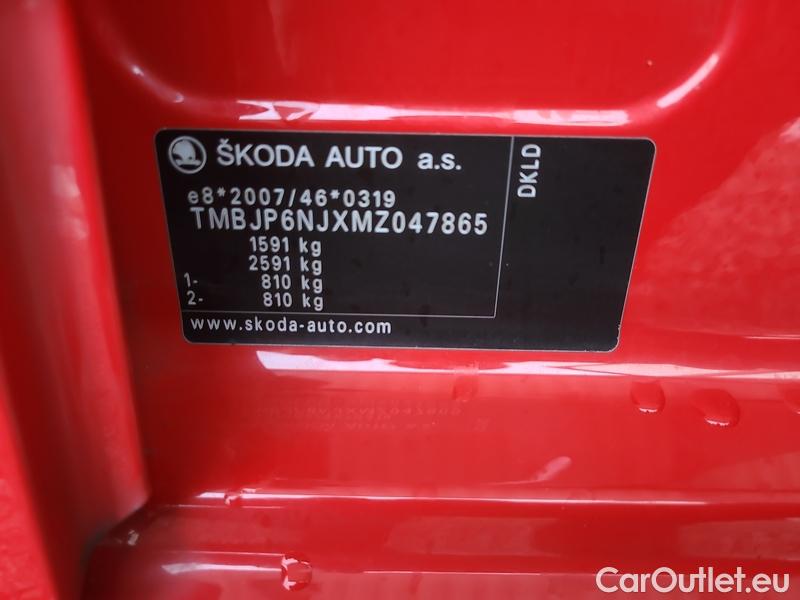 ŠKODA AUTO a.s.
DKLD
e8*2007/46*0319
TMBJP6NJXMZ047865
1591 kg
2591 kg
1- 810 kg
2- 810 kg
www.skoda-auto.com
CarOutlet.eu